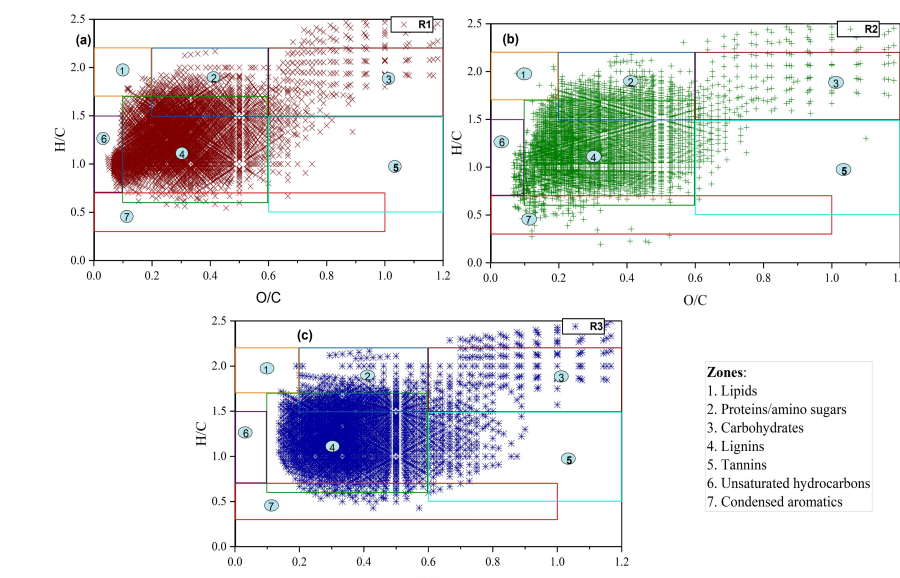 2.5
(a)
R1
2.0
1
2
3
H/C
1.5
6
4
5
1.0
0.5
7
0.0
0.0 0.2 0.4 0.6 0.8 1.0 1.2
O/C
2.5
(b)
R2
2.0
1
2
3
H/C
1.5
6
4
5
1.0
0.5
7
0.0
0.0 0.2 0.4 0.6 0.8 1.0 1.2
O/C
2.5
(c)
R3
2.0
1
2
3
H/C
1.5
6
4
5
1.0
0.5
7
0.0
0.0 0.2 0.4 0.6 0.8 1.0 1.2
Zones:
1. Lipids
2. Proteins/amino sugars
3. Carbohydrates
4. Lignins
5. Tannins
6. Unsaturated hydrocarbons
7. Condensed aromatics